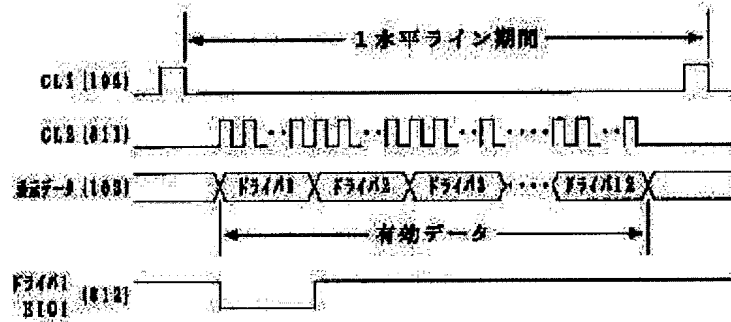 1水平ライン期間
CL1 (104)
CL2 (811)
表示データ (103)
ドライバ1
ドライバ2
ドライバ3
ドライバ12
有効データ
ドライバ1
EIO1
(812)